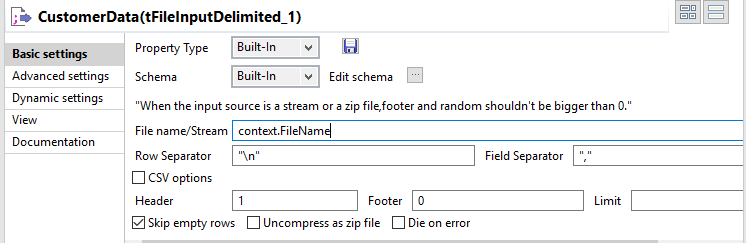 CustomerData(tFileInputDelimited_1)
Basic settings
Advanced settings
Dynamic settings
View
Documentation
Property Type Built-In
Schema Built-In Edit schema ...
"When the input source is a stream or a zip file,footer and random shouldn't be bigger than 0."
File name/Stream context.FileName
Row Separator "\n" Field Separator ","
CSV options
Header 1 Footer 0 Limit
Skip empty rows Uncompress as zip file Die on error